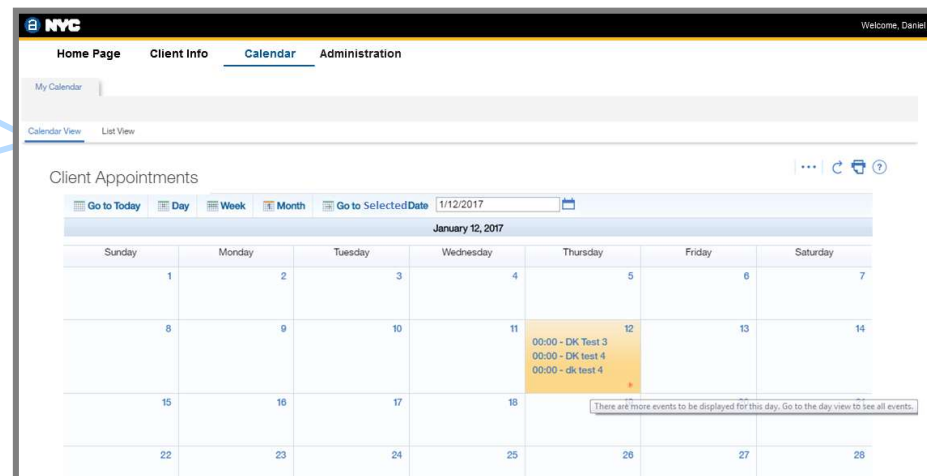 a NYC
Welcome, Daniel
Home Page Client Info Calendar Administration
My Calendar
Calendar View List View
Client Appointments
Go to Today Day Week Month Go to SelectedDate 1/12/2017
January 12, 2017
Sunday Monday Tuesday Wednesday Thursday Friday Saturday
1 2 3 4 5 6 7
8 9 10 11 12 13 14
00:00 - DK Test 3
00:00 - DK test 4
00:00 - dk test 4
15 16 17 18
There are more events to be displayed for this day. Go to the day view to see all events.
22 23 24 25 26 27 28